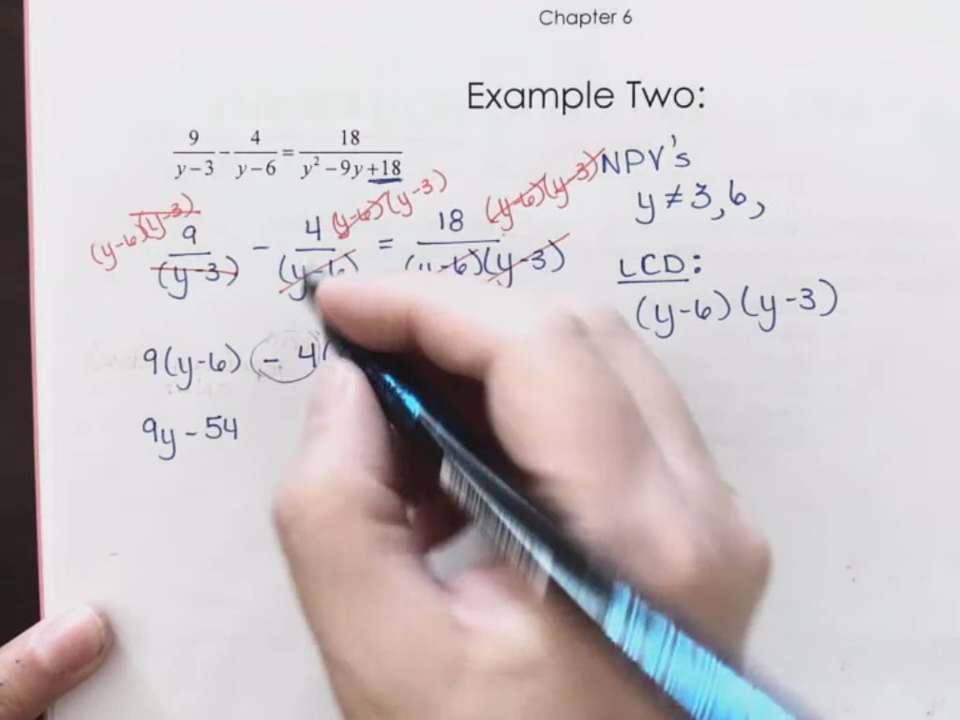 Chapter 6
Example Two:
9/(y-3) - 4/(y-6) = 18/(y² - 9y + 18)
NPV's
y ≠ 3, 6,
(y-6)(y-3) 9/(y-3) - 4 (y-6)(y-3)/(y-6) = 18 (y-6)(y-3)/(y-6)(y-3)
LCD:
(y-6)(y-3)
9(y-6) - 4(
9y - 54